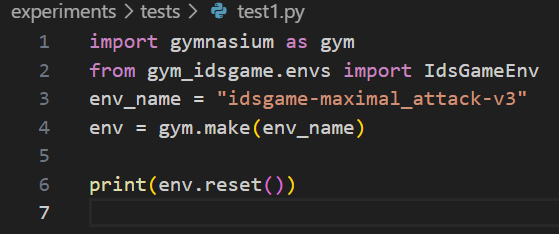 experiments > tests > test1.py
1 import gymnasium as gym
2 from gym_idsgame.envs import IdsGameEnv
3 env_name = "idsgame-maximal_attack-v3"
4 env = gym.make(env_name)
5
6 print(env.reset())
7